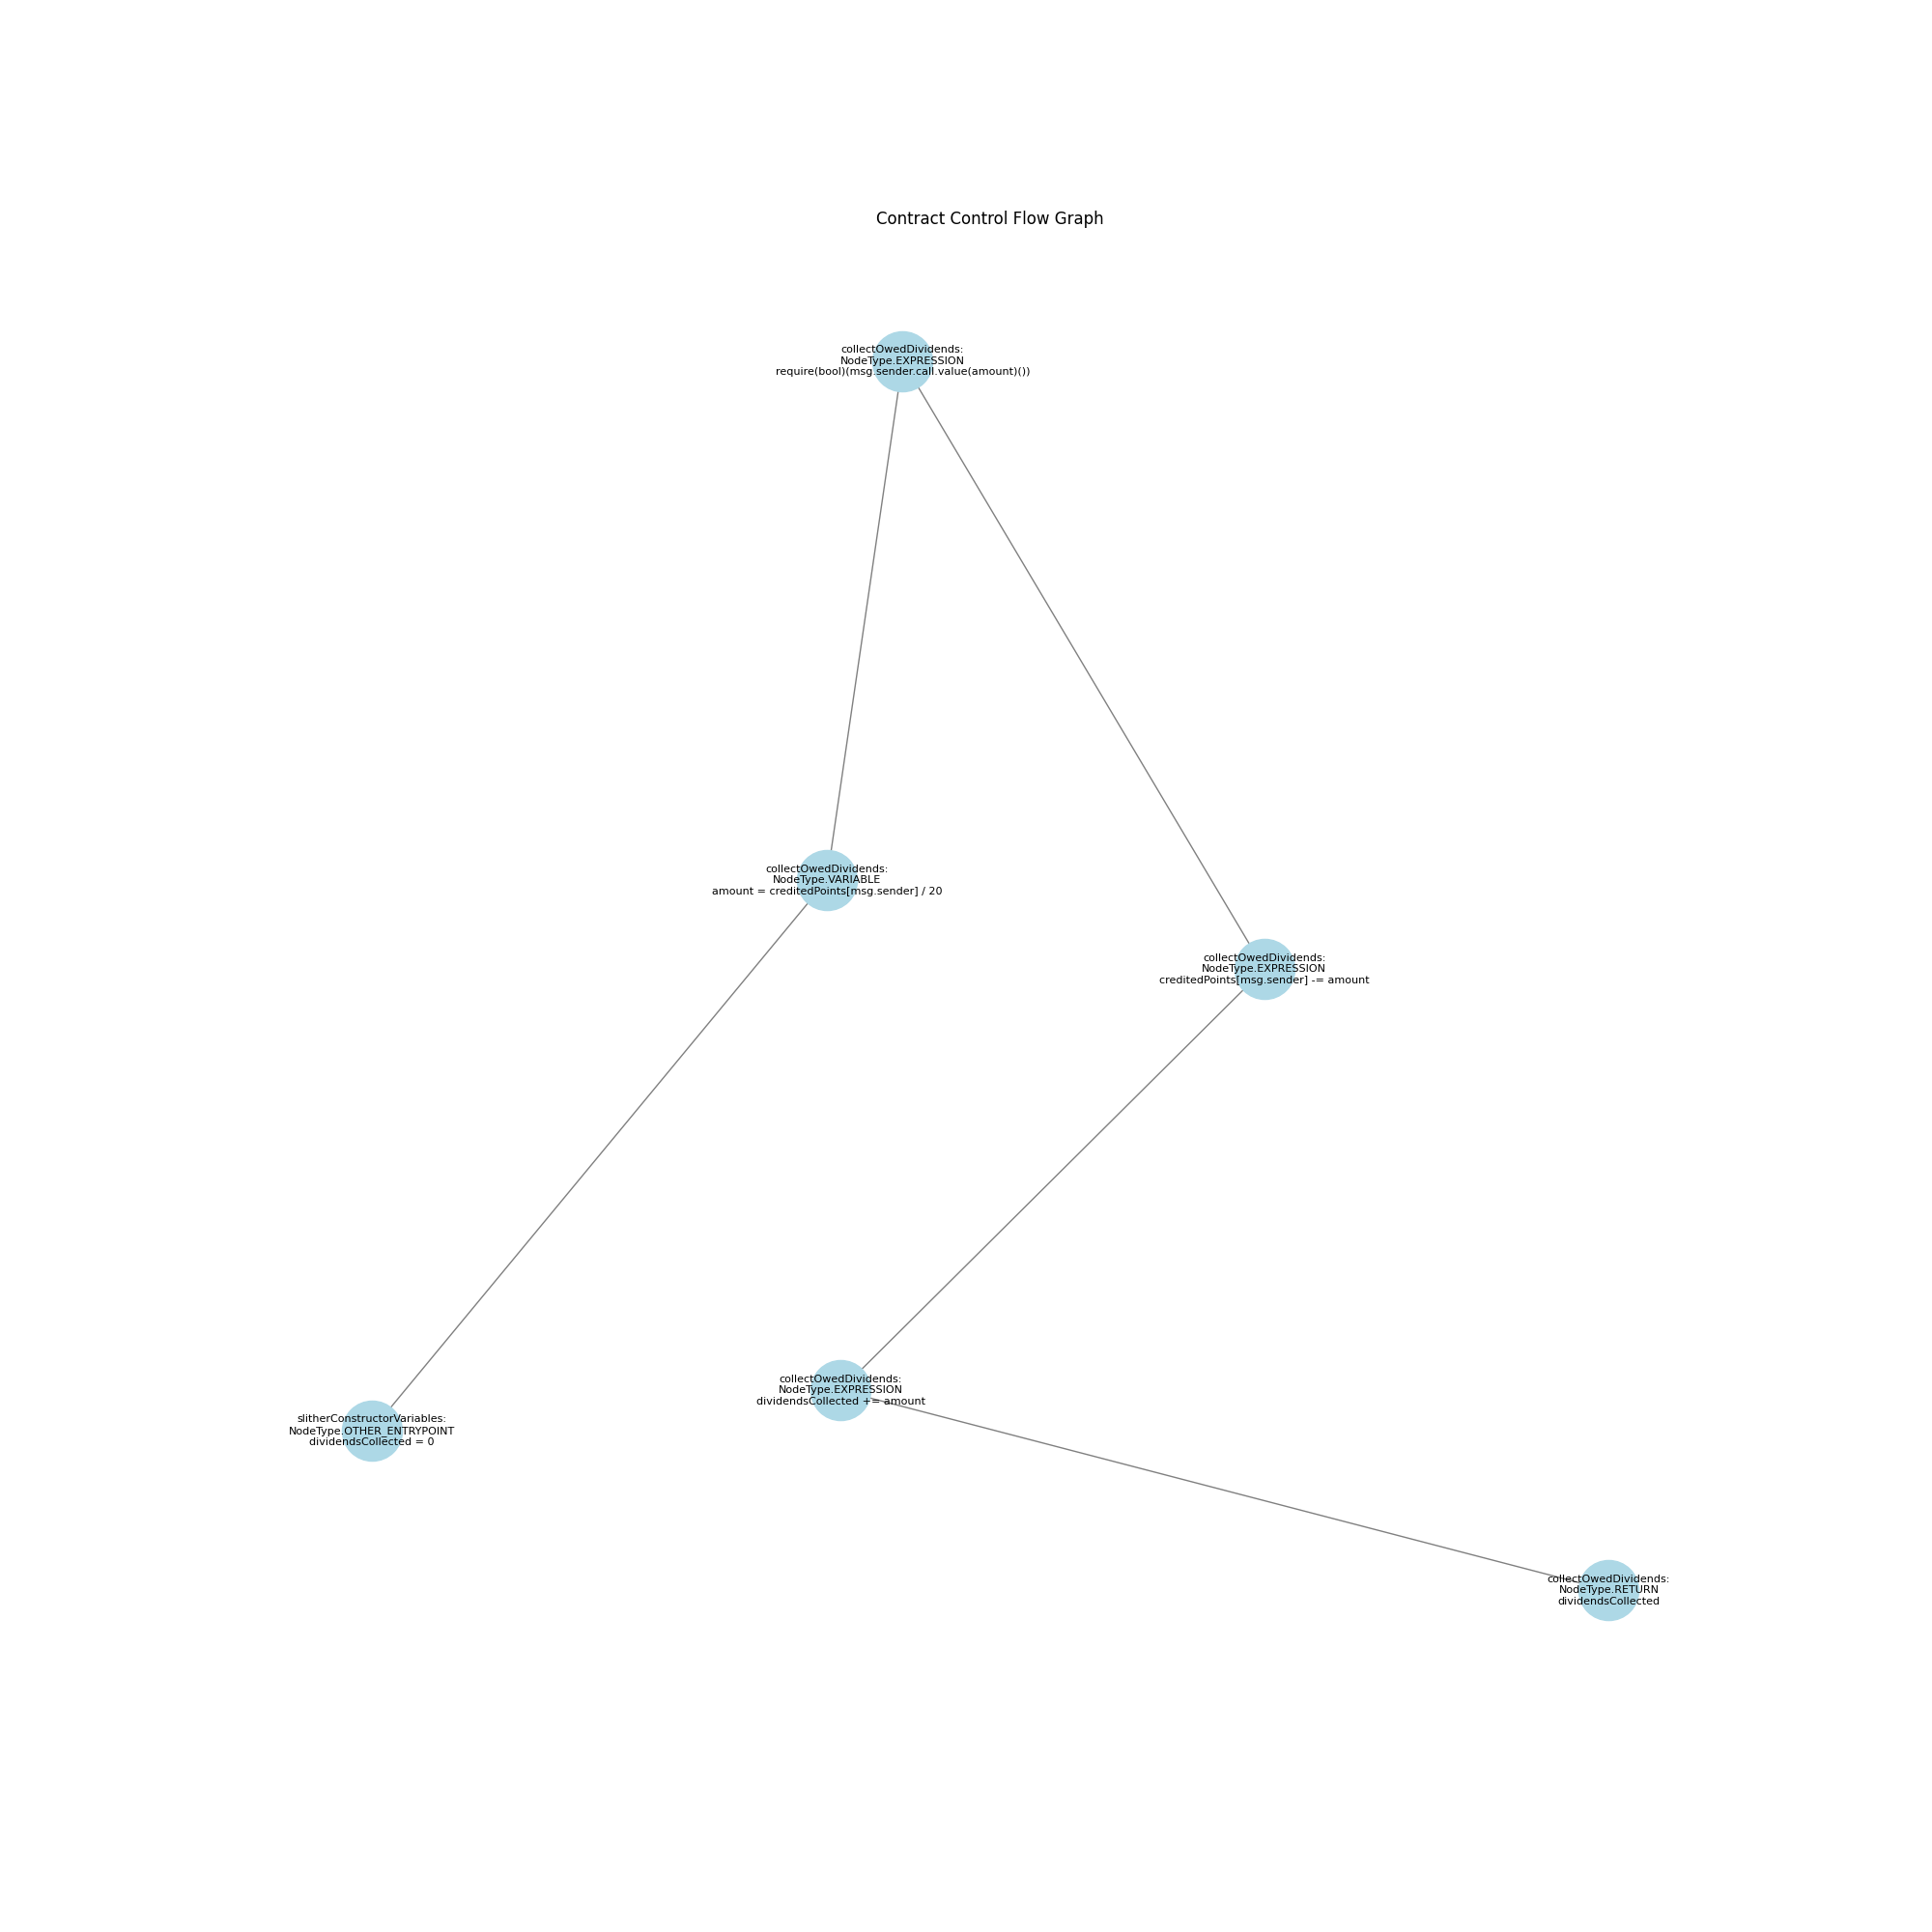 Contract Control Flow Graph
collectOwedDividends:
NodeType.EXPRESSION
require(bool)(msg.sender.call.value(amount)())
collectOwedDividends:
NodeType.VARIABLE
amount = creditedPoints[msg.sender] / 20
collectOwedDividends:
NodeType.EXPRESSION
creditedPoints[msg.sender] -= amount
collectOwedDividends:
NodeType.EXPRESSION
dividendsCollected += amount
slitherConstructorVariables:
NodeType.OTHER_ENTRYPOINT
dividendsCollected = 0
collectOwedDividends:
NodeType.RETURN
dividendsCollected